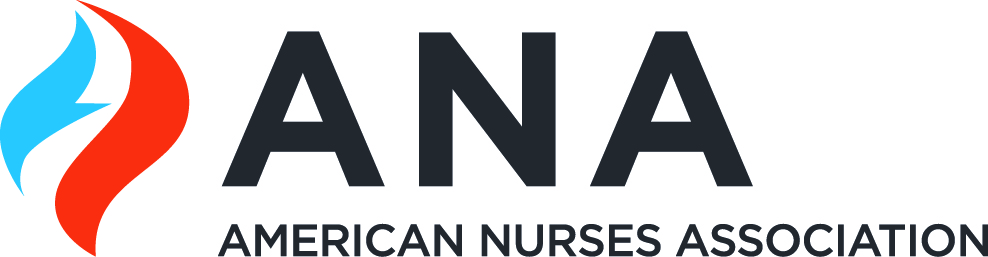 ANA
AMERICAN NURSES ASSOCIATION